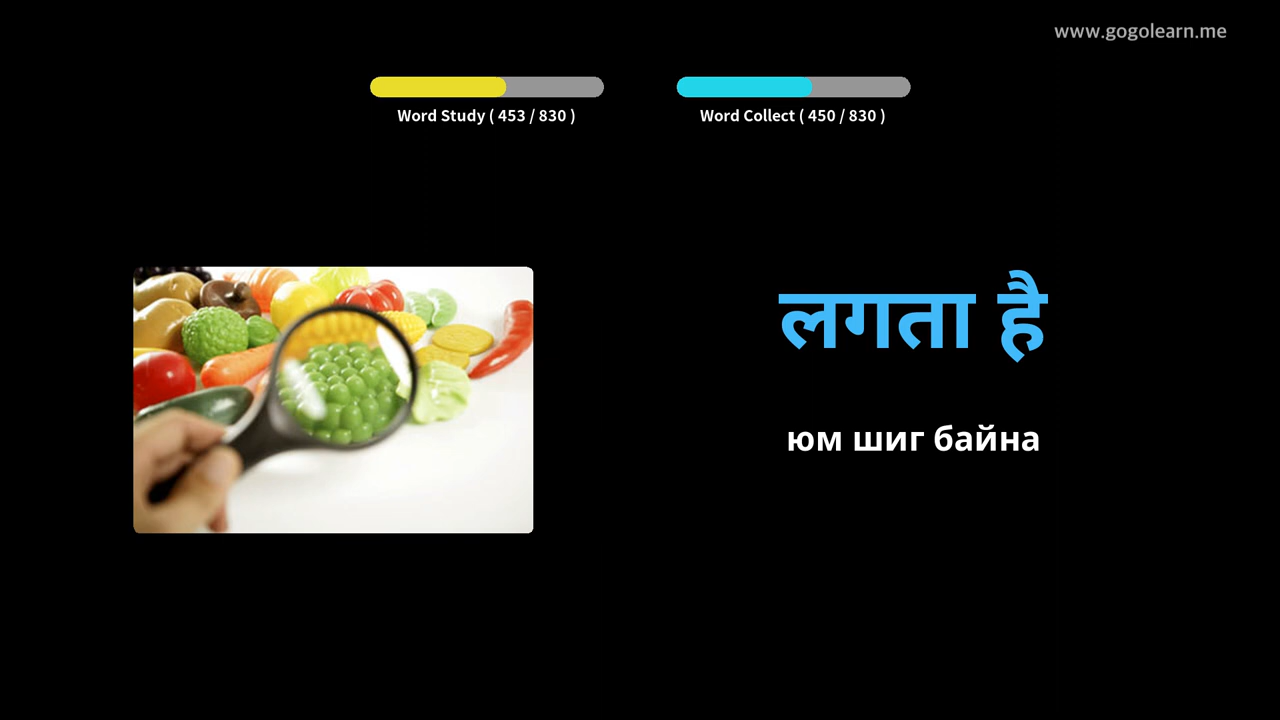 www.gogolearn.me
Word Study ( 453 / 830 )
Word Collect ( 450 / 830 )
लगता है
юм шиг байна